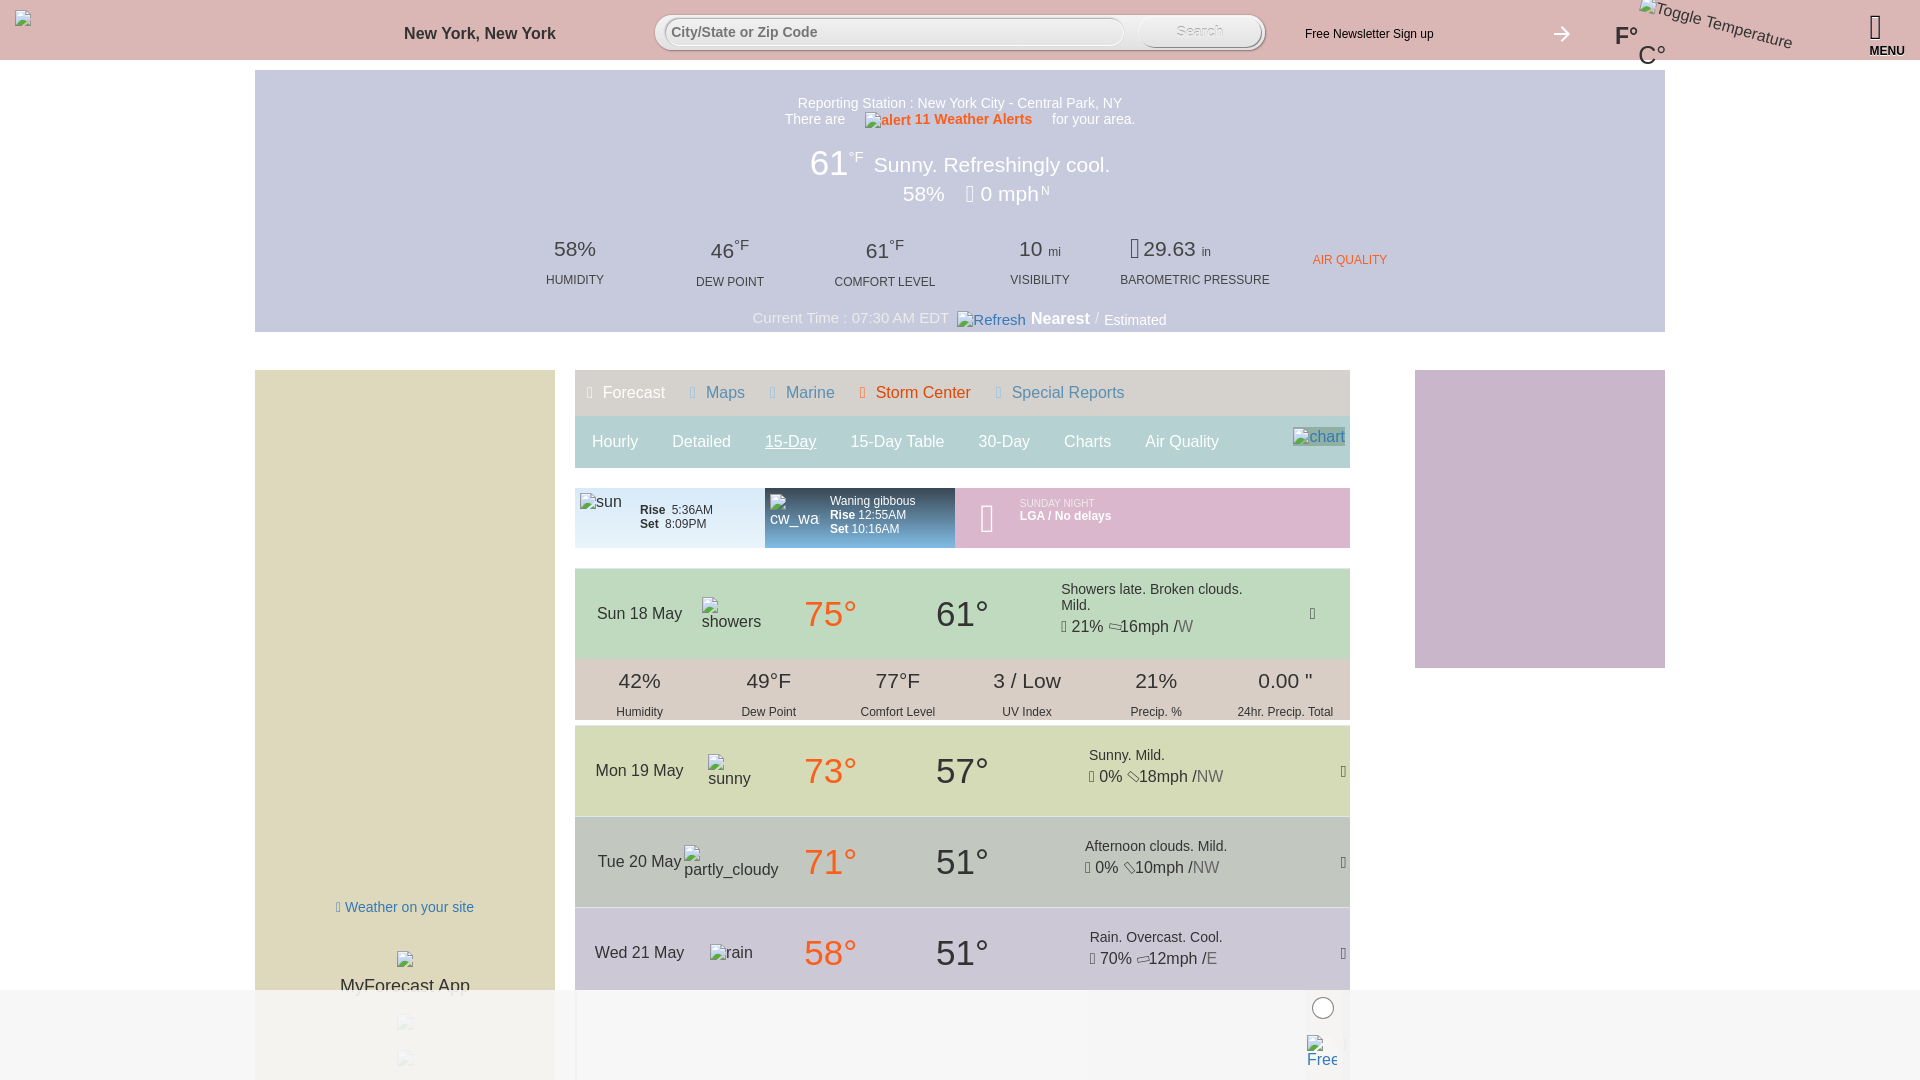 New York, New York
City/State or Zip Code
Search
Free Newsletter Sign up
F°
C°
Toggle Temperature
MENU
Reporting Station : New York City - Central Park, NY
There are alert 11 Weather Alerts for your area.
61°F Sunny. Refreshingly cool.
58% 0 mph N
58%
HUMIDITY
46°F
DEW POINT
61°F
COMFORT LEVEL
10 mi
VISIBILITY
29.63 in
BAROMETRIC PRESSURE
AIR QUALITY
Current Time : 07:30 AM EDT Refresh Nearest / Estimated
Forecast Maps Marine Storm Center Special Reports
Hourly Detailed 15-Day 15-Day Table 30-Day Charts Air Quality chart
sun
Rise 5:36AM
Set 8:09PM
cw_wa
Waning gibbous
Rise 12:55AM
Set 10:16AM
SUNDAY NIGHT
LGA / No delays
Sun 18 May showers 75° 61°
Showers late. Broken clouds.
Mild.
21% 16mph /W
42%
Humidity
49°F
Dew Point
77°F
Comfort Level
3 / Low
UV Index
21%
Precip. %
0.00 "
24hr. Precip. Total
Mon 19 May sunny 73° 57°
Sunny. Mild.
0% 18mph /NW
Tue 20 May partly_cloudy 71° 51°
Afternoon clouds. Mild.
0% 10mph /NW
Wed 21 May rain 58° 51°
Rain. Overcast. Cool.
70% 12mph /E
Weather on your site
MyForecast App
Free